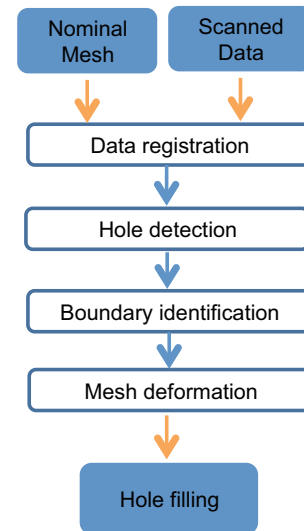 Nominal
Mesh
Scanned
Data
Data registration
Hole detection
Boundary identification
Mesh deformation
Hole filling